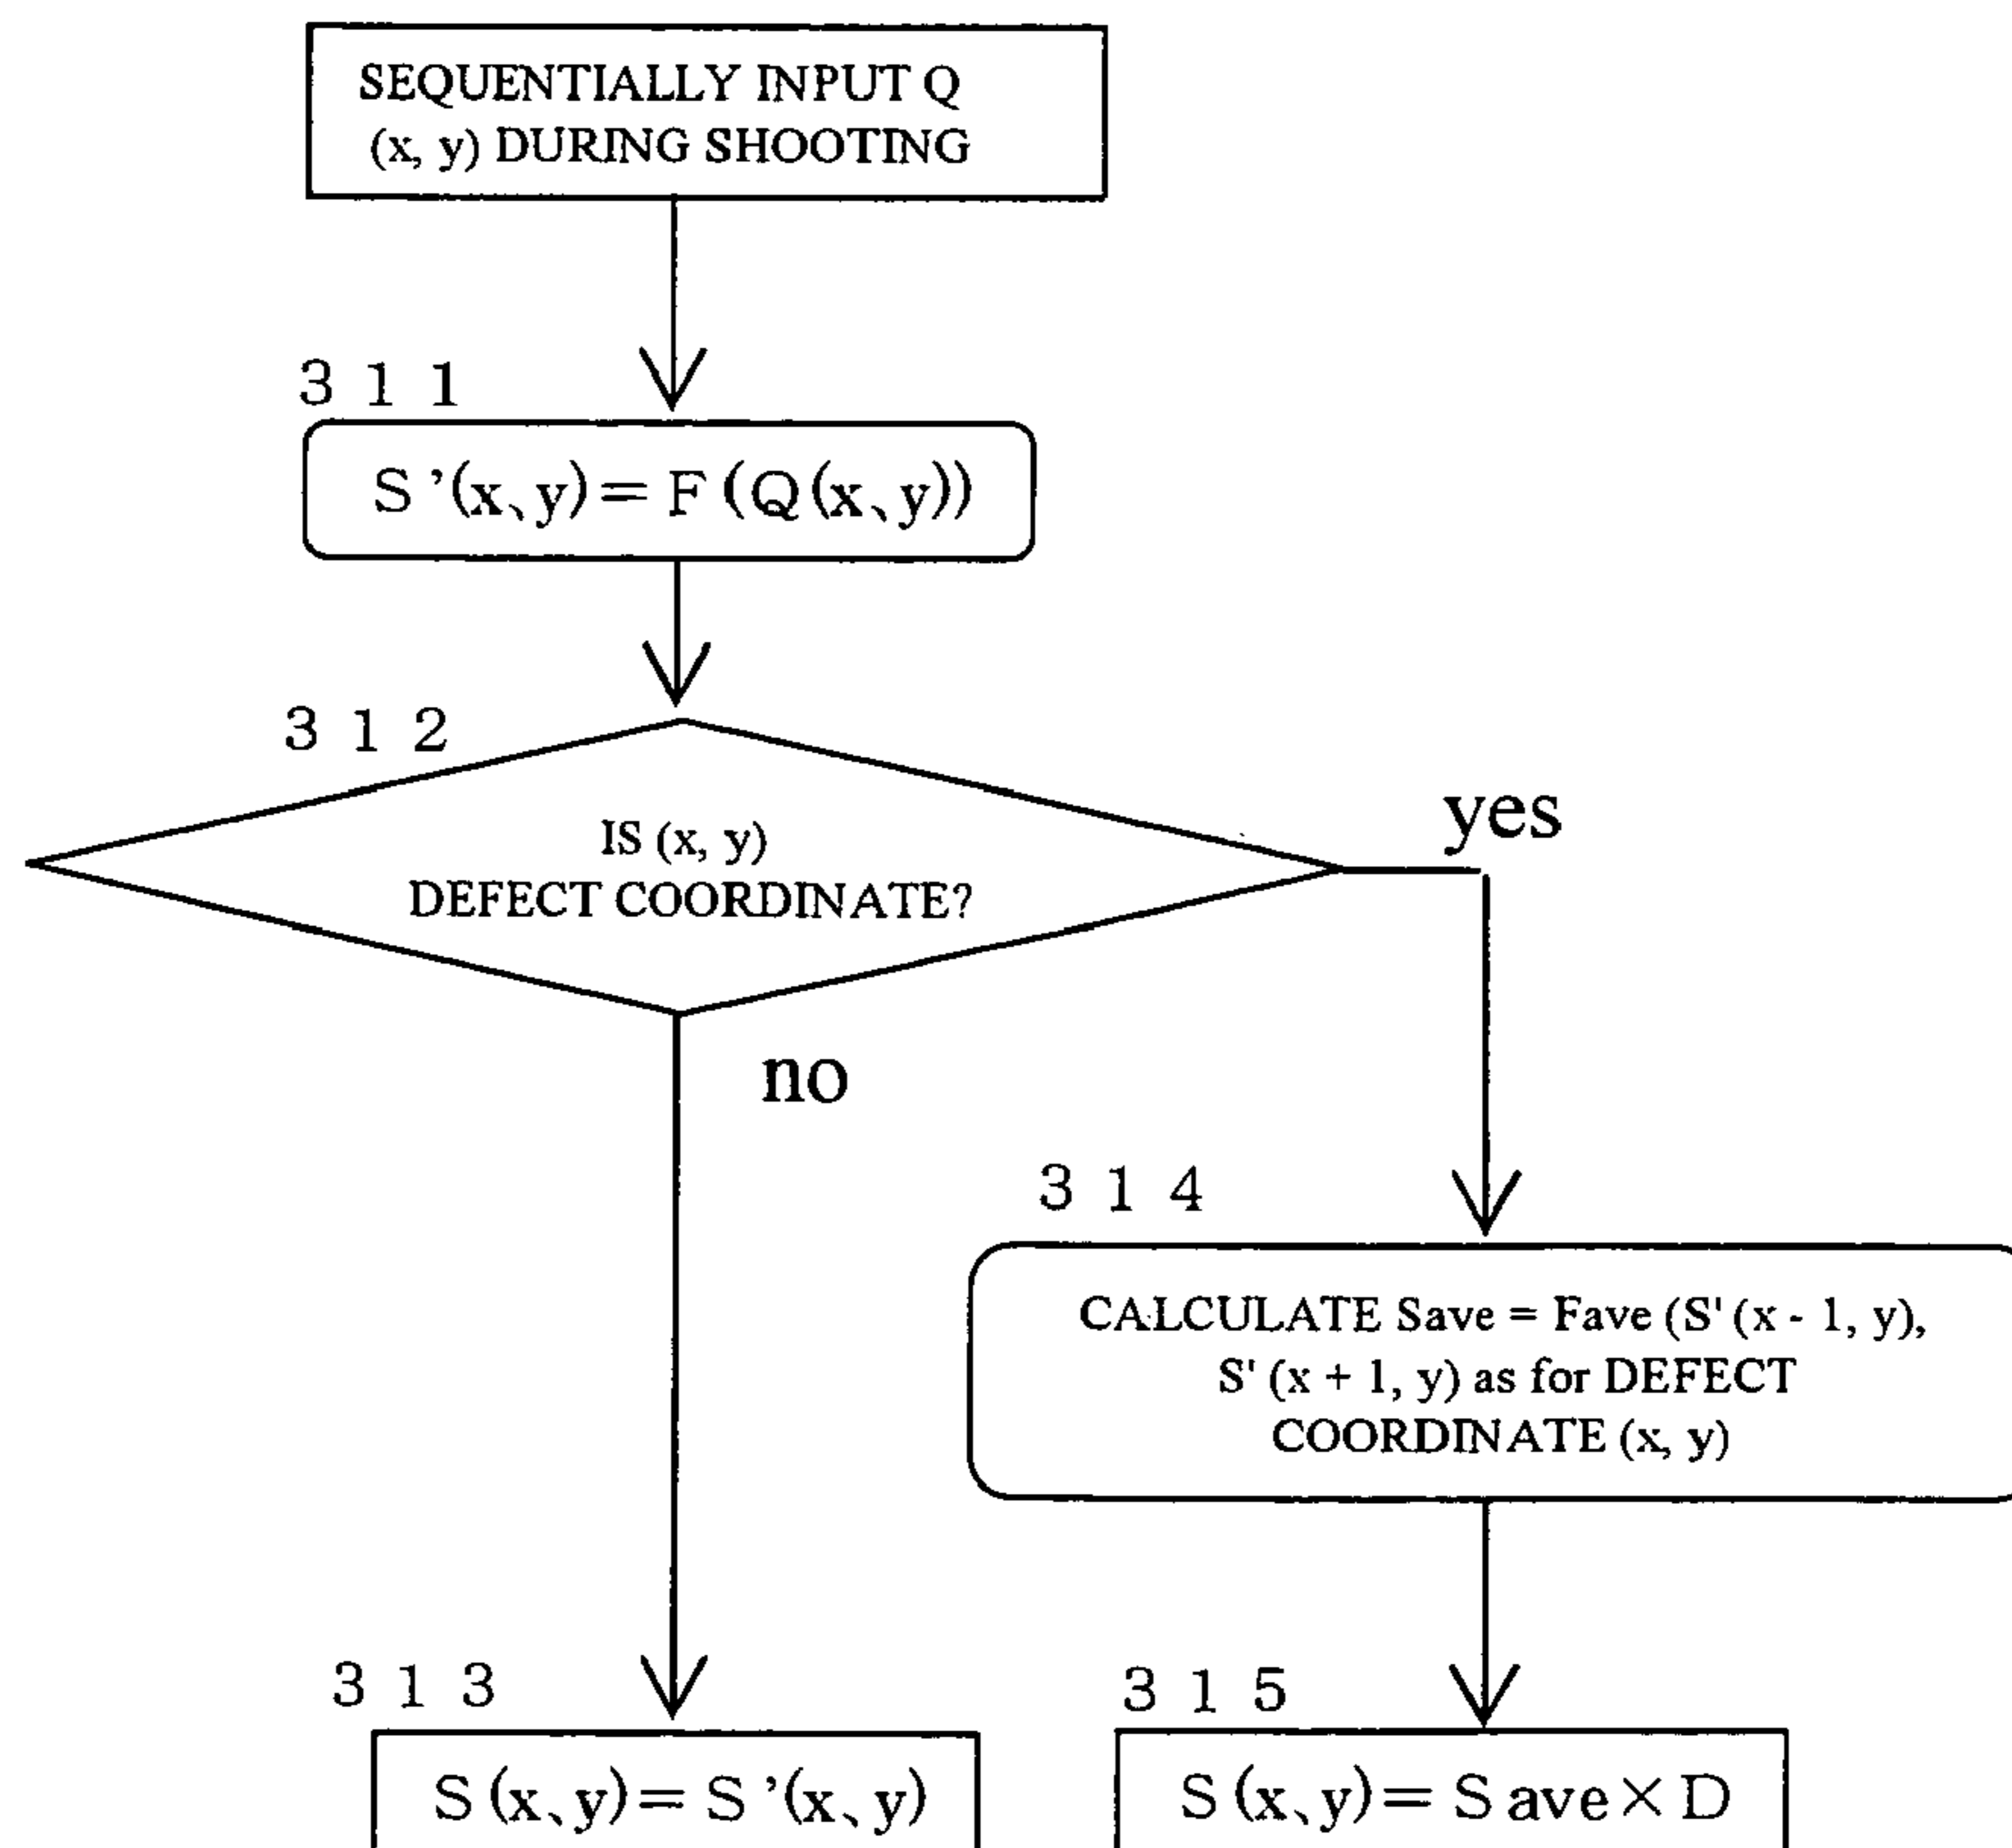 SEQUENTIALLY INPUT Q
(x, y) DURING SHOOTING
3 1 1
S ’(x、y)= F (Q (x、y))
3 1 2
IS (x, y)
DEFECT COORDINATE?
yes
no
3 1 4
CALCULATE Save = Fave (S' (x - 1, y),
S' (x + 1, y) as for DEFECT
COORDINATE (x, y)
3 1 3
S (x、y)= S ’(x、y)
3 1 5
S (x、y)= S ave× D